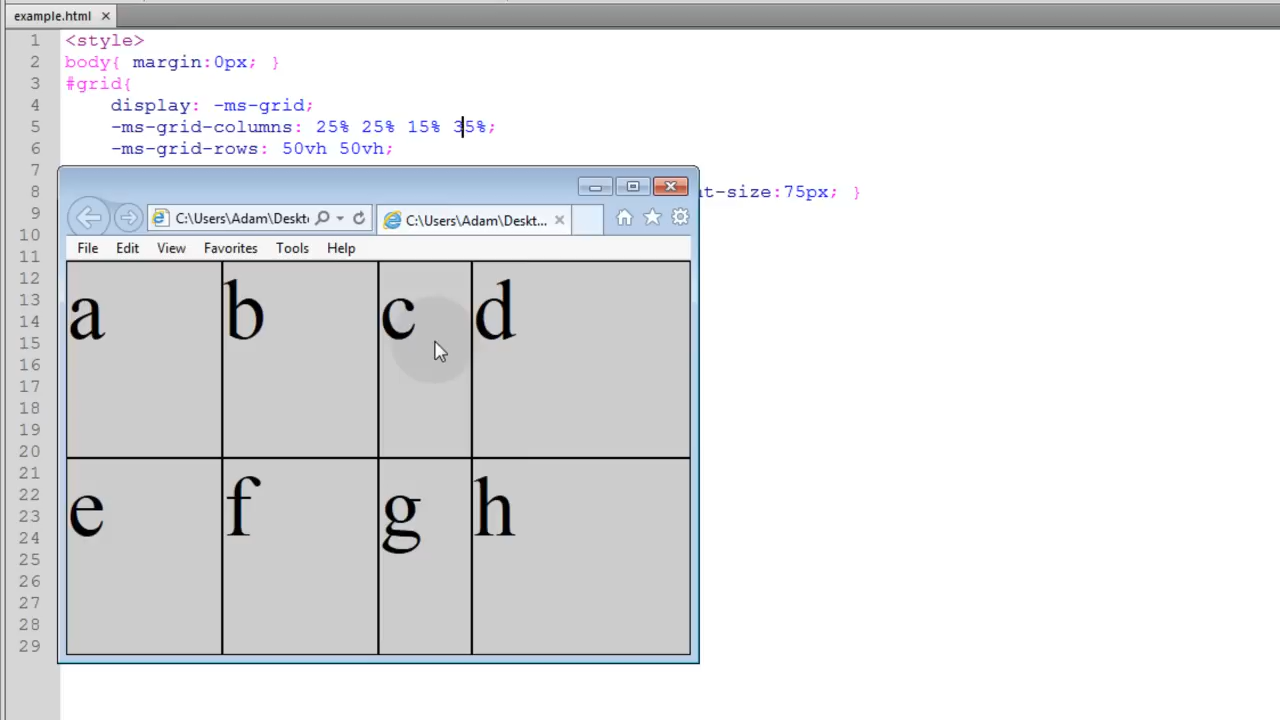 example.html
1 <style>
2 body{ margin:0px; }
3 #grid{
4 display: -ms-grid;
5 -ms-grid-columns: 25% 25% 15% 35%;
6 -ms-grid-rows: 50vh 50vh;
7
8 t-size:75px; }
9
10
11
12
13
14
15
16
17
18
19
20
21
22
23
24
25
26
27
28
29
C:\Users\Adam\Deskt C:\Users\Adam\Deskt...
File Edit View Favorites Tools Help
a b c d
e f g h